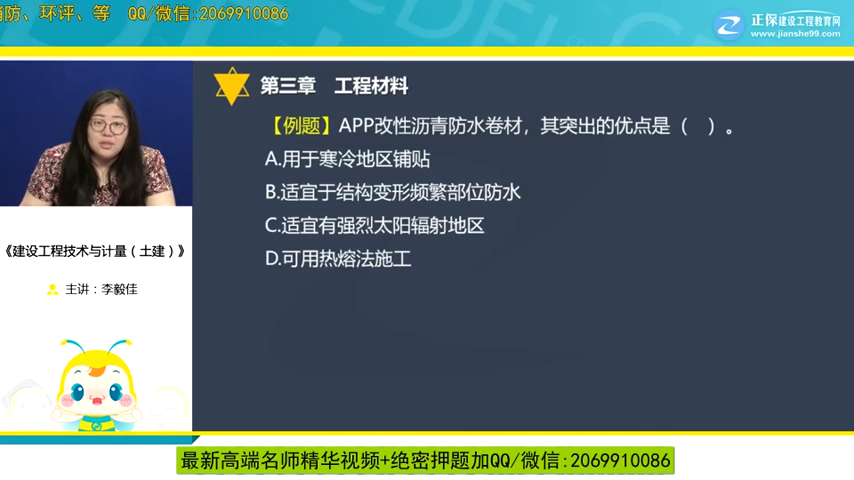 消防、环评、等 QQ/微信:2069910086
正保建设工程教育网
www.jianshe99.com
第三章 工程材料
【例题】APP改性沥青防水卷材，其突出的优点是（ ）。
A.用于寒冷地区铺贴
B.适宜于结构变形频繁部位防水
C.适宜有强烈太阳辐射地区
D.可用热熔法施工
《建设工程技术与计量（土建）》
主讲：李毅佳
最新高端名师精华视频+绝密押题加QQ/微信:2069910086